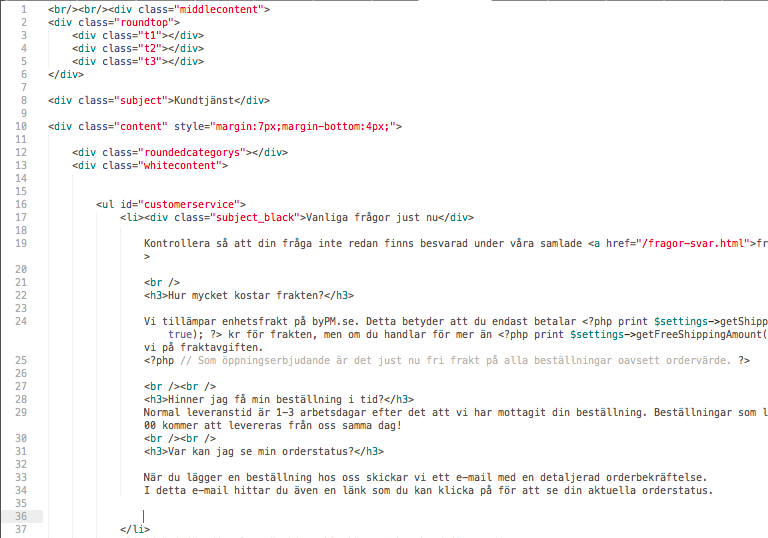 1 <br/><br/><div class="middlecontent">
2 <div class="roundtop">
3 <div class="t1"></div>
4 <div class="t2"></div>
5 <div class="t3"></div>
6 </div>
7
8 <div class="subject">Kundtjänst</div>
9
10 <div class="content" style="margin:7px;margin-bottom:4px;">
11
12 <div class="roundedcategorys"></div>
13 <div class="whitecontent">
14
15
16 <ul id="customerservice">
17 <li><div class="subject_black">Vanliga frågor just nu</div>
18
19 Kontrollera så att din fråga inte redan finns besvarad under våra samlade <a href="/fragor-svar.html">fr
>
20
21 <br />
22 <h3>Hur mycket kostar frakten?</h3>
23
24 Vi tillämpar enhetsfrakt på byPM.se. Detta betyder att du endast betalar <?php print $settings->getShipp
true); ?> kr för frakten, men om du handlar för mer än <?php print $settings->getFreeShippingAmount(
vi på fraktavgiften.
25 <?php // Som öppningserbjudande är det just nu fri frakt på alla beställningar oavsett ordervärde. ?>
26
27 <br /><br />
28 <h3>Hinner jag få min beställning i tid?</h3>
29 Normal leveranstid är 1-3 arbetsdagar efter det att vi har mottagit din beställning. Beställningar som l
00 kommer att levereras från oss samma dag!
30 <br /><br />
31 <h3>Var kan jag se min orderstatus?</h3>
32
33 När du lägger en beställning hos oss skickar vi ett e-mail med en detaljerad orderbekräftelse.
34 I detta e-mail hittar du även en länk som du kan klicka på för att se din aktuella orderstatus.
35
36
37 </li>